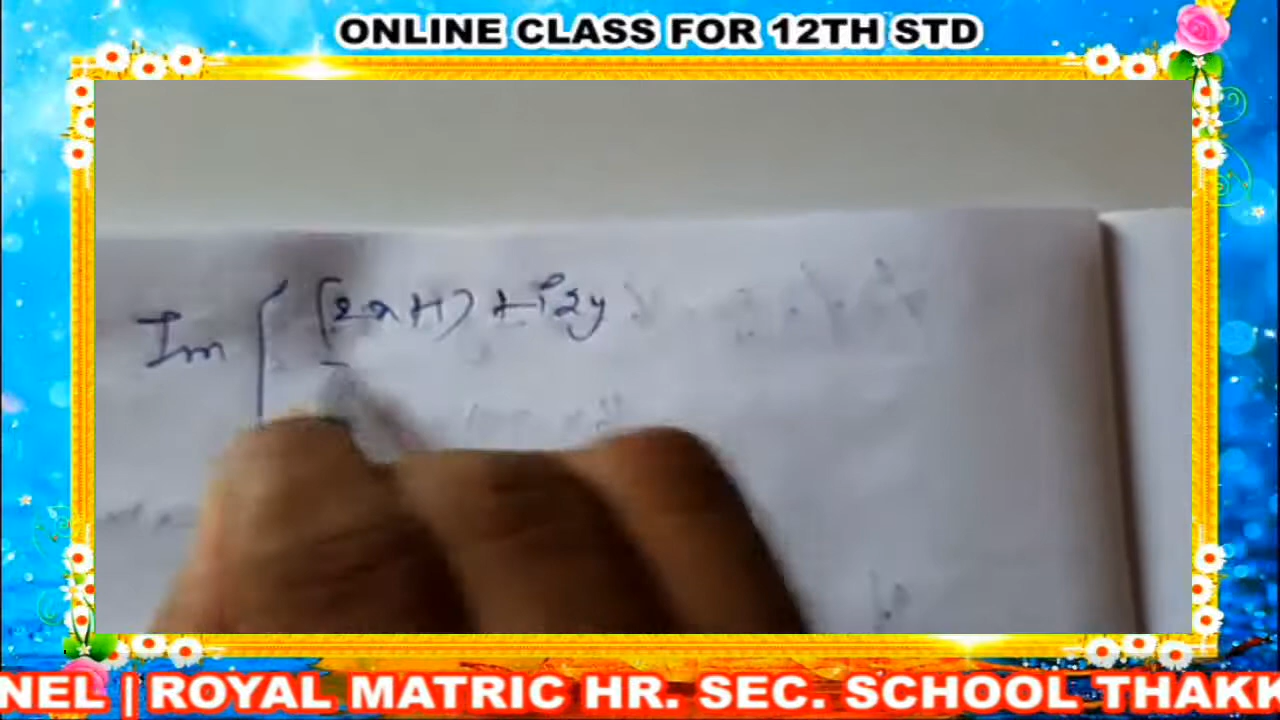 ONLINE CLASS FOR 12TH STD
Im [ (2x+1) + i2y
NEL | ROYAL MATRIC HR. SEC. SCHOOL THAKK